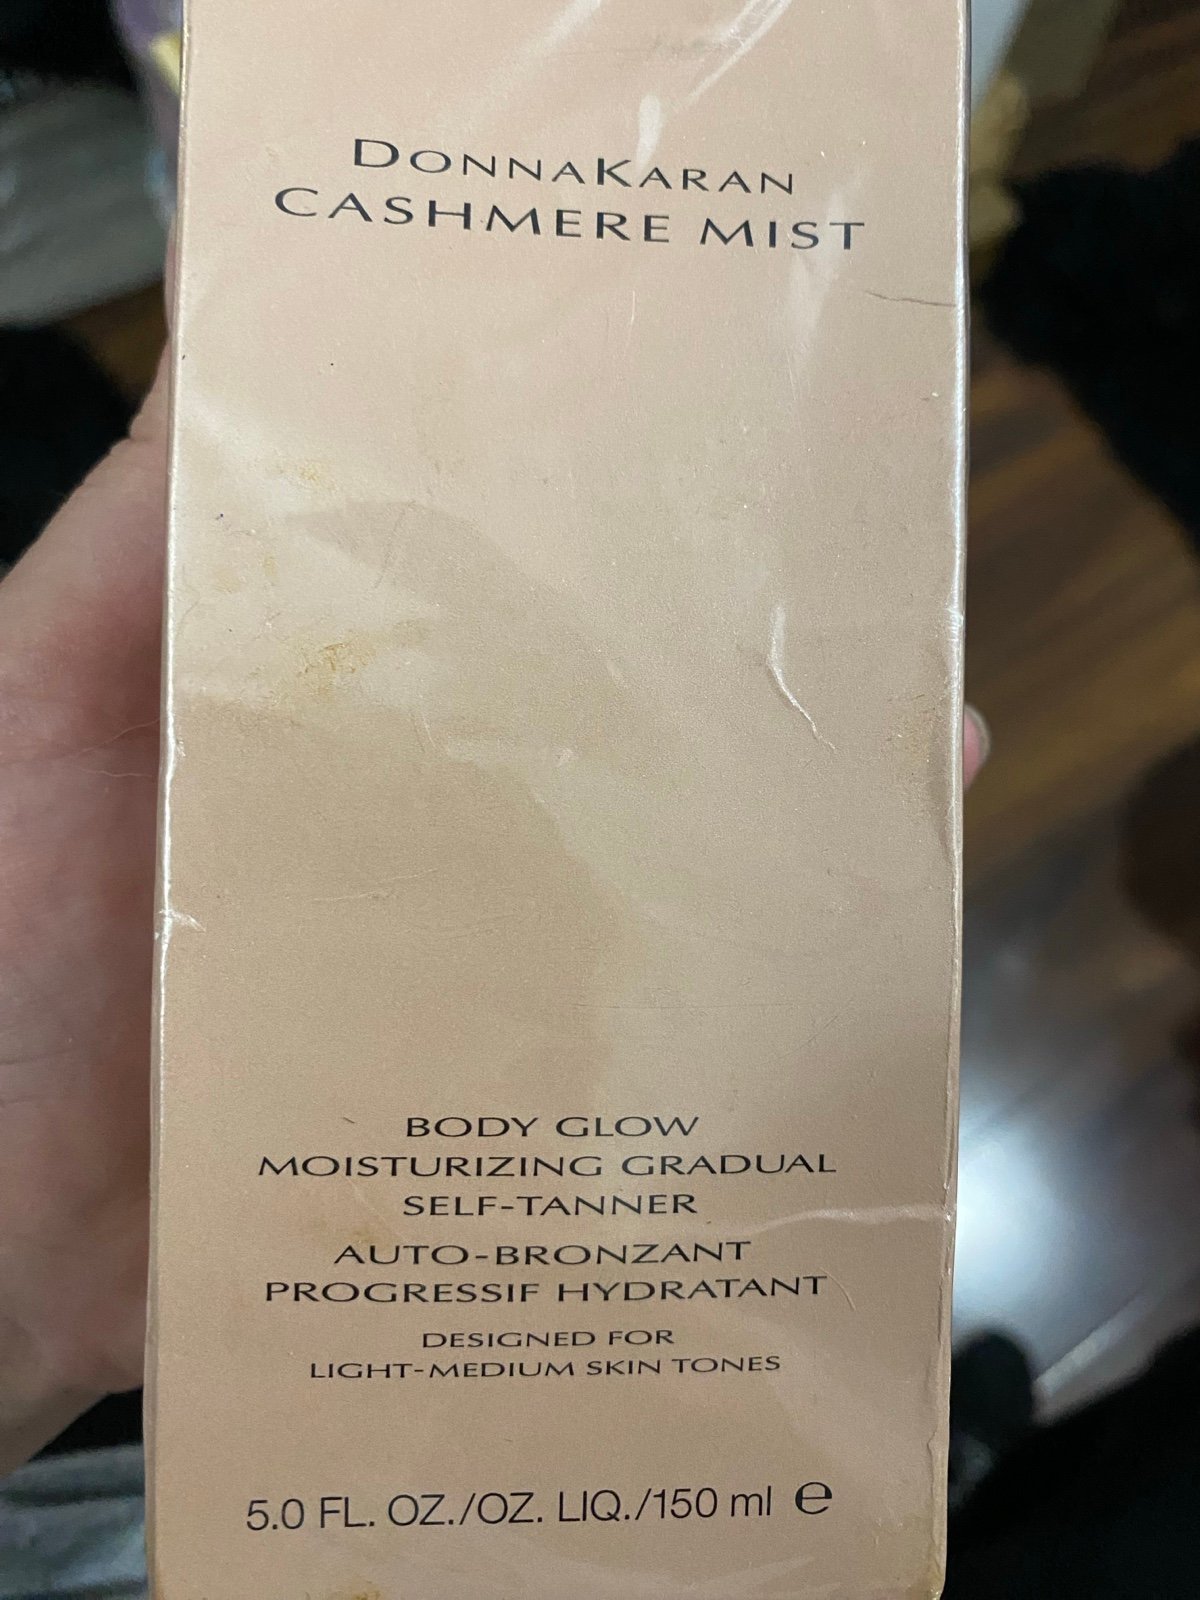 DONNAKARAN
CASHMERE MIST
BODY GLOW
MOISTURIZING GRADUAL
SELF-TANNER
AUTO-BRONZANT
PROGRESSIF HYDRATANT
DESIGNED FOR
LIGHT-MEDIUM SKIN TONES
5.0 FL. OZ./OZ. LIQ./150 ml ℮